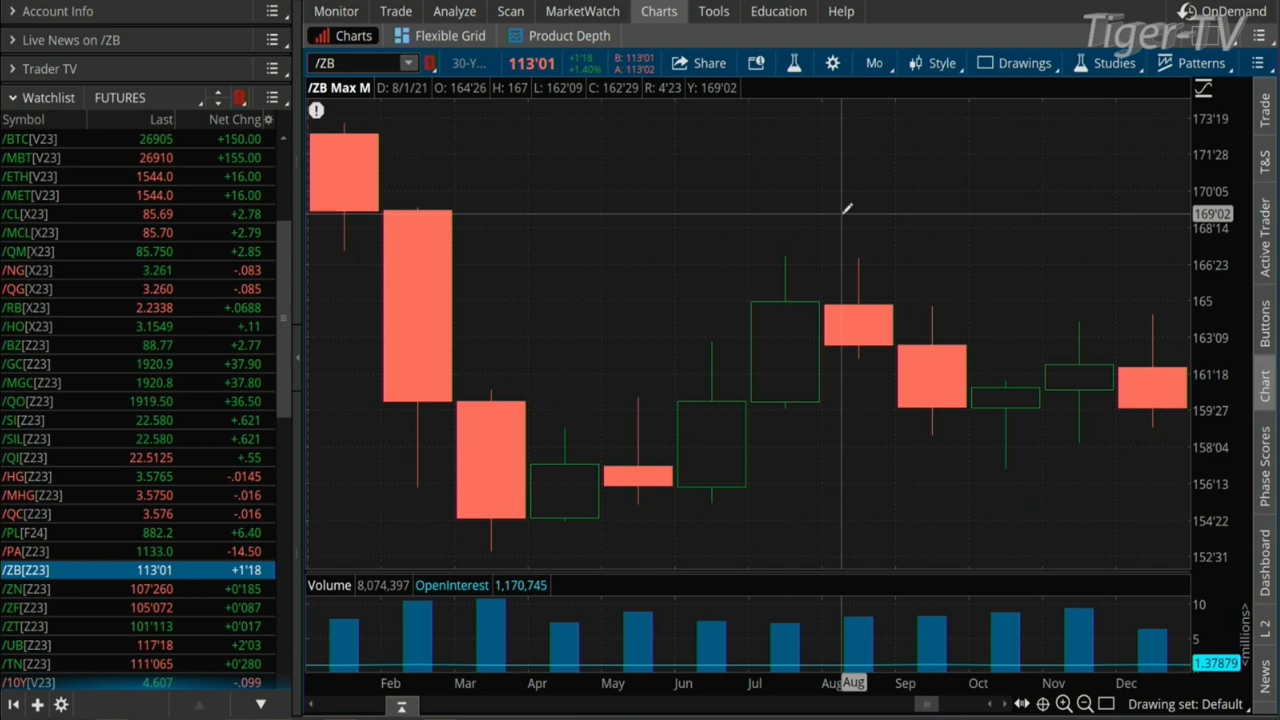 Account Info
Live News on /ZB
Trader TV
Watchlist FUTURES
Symbol Last Net Chng
/BTC[V23] 26905 +150.00
/MBT[V23] 26910 +155.00
/ETH[V23] 1544.0 +16.00
/MET[V23] 1544.0 +16.00
/CL[X23] 85.69 +2.78
/MCL[X23] 85.70 +2.79
/QM[X23] 85.750 +2.85
/NG[X23] 3.261 -.083
/QG[X23] 3.260 -.085
/RB[X23] 2.2338 +.0688
/HO[X23] 3.1549 +.11
/BZ[Z23] 88.77 +2.77
/GC[Z23] 1920.9 +37.90
/MGC[Z23] 1920.8 +37.80
/QO[Z23] 1919.50 +36.50
/SI[Z23] 22.580 +.621
/SIL[Z23] 22.580 +.621
/QI[Z23] 22.5125 +.55
/HG[Z23] 3.5765 -.0145
/MHG[Z23] 3.5750 -.016
/QC[Z23] 3.576 -.016
/PL[F24] 882.2 +6.40
/PA[Z23] 1133.0 -14.50
/ZB[Z23] 113'01 +1'18
/ZN[Z23] 107'260 +0'185
/ZF[Z23] 105'072 +0'087
/ZT[Z23] 101'113 +0'017
/UB[Z23] 117'18 +2'03
/TN[Z23] 111'065 +0'280
/10Y[V23] 4.607 -.099
Monitor Trade Analyze Scan MarketWatch Charts Tools Education Help OnDemand
Tiger-TV
Charts Flexible Grid Product Depth
/ZB 30-Y... 113'01 +1'18 +1.40% B: 113'01 A: 113'02 Share Mo Style Drawings Studies Patterns
/ZB Max M D: 8/1/21 O: 164'26 H: 167 L: 162'09 C: 162'29 R: 4'23 Y: 169'02
173'19
171'28
170'05
169'02
168'14
166'23
165
163'09
161'18
159'27
158'04
156'13
154'22
152'31
Volume 8,074,397 OpenInterest 1,170,745
10
5
<millions>
1.37879
Feb Mar Apr May Jun Jul Aug Aug Sep Oct Nov Dec
Drawing set: Default
Trade
T&S
Active Trader
Buttons
Chart
Phase Scores
Dashboard
L 2
News